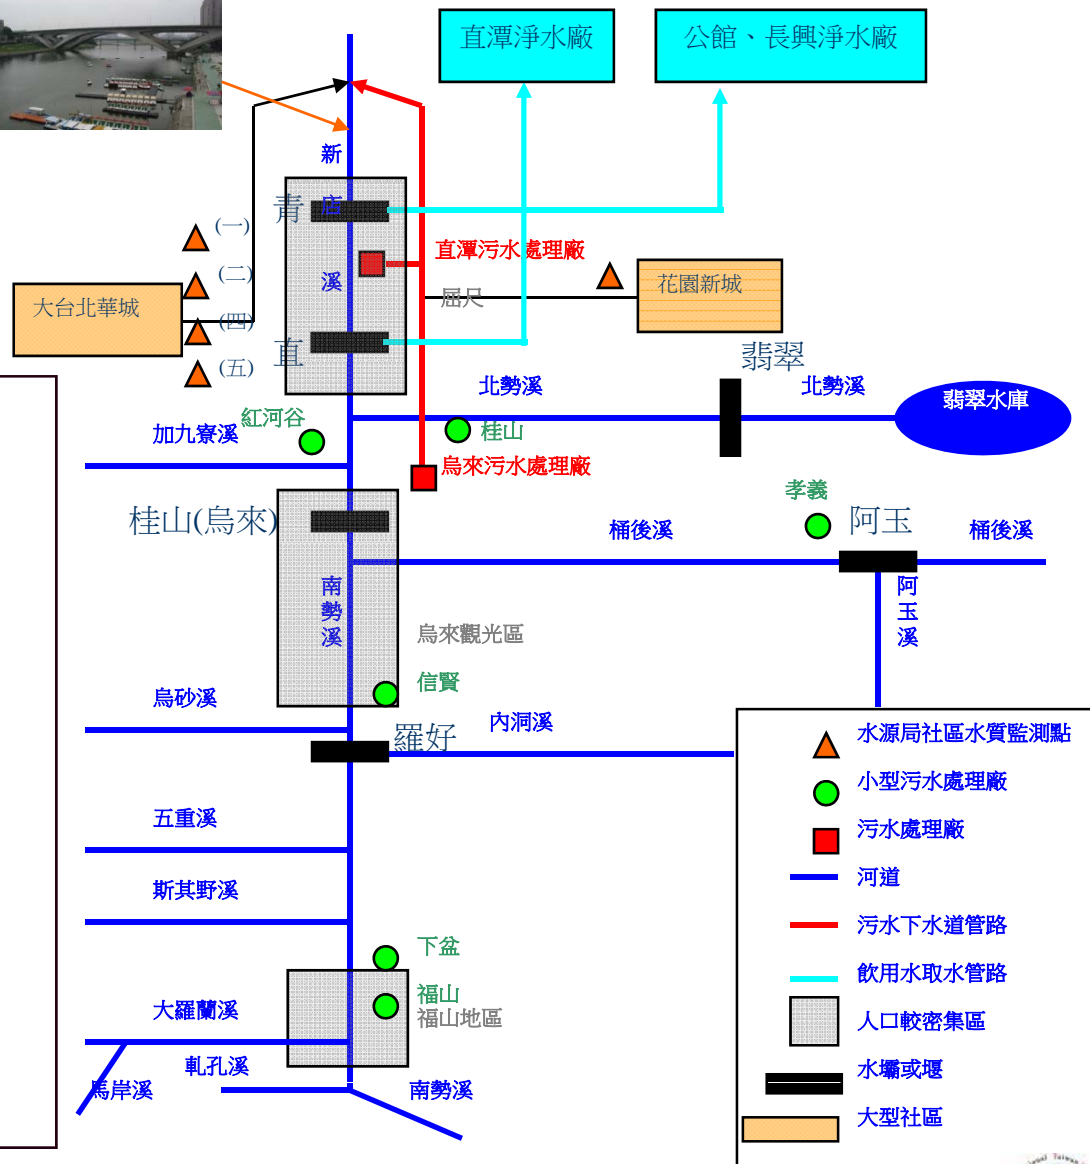 直潭淨水廠
公館、長興淨水廠
新
店
溪
青
(一)
(二)
(四)
(五)
大台北華城
直潭污水處理廠
屈尺
花園新城
直
翡翠
北勢溪
北勢溪
翡翠水庫
紅河谷
加九寮溪
桂山
烏來污水處理廠
孝義
桂山(烏來)
阿玉
桶後溪
桶後溪
南
勢
溪
阿
玉
溪
烏來觀光區
信賢
烏砂溪
羅好
內洞溪
五重溪
斯其野溪
下盆
福山
福山地區
大羅蘭溪
軋孔溪
馬岸溪
南勢溪
水源局社區水質監測點
小型污水處理廠
污水處理廠
河道
污水下水道管路
飲用水取水管路
人口較密集區
水壩或堰
大型社區